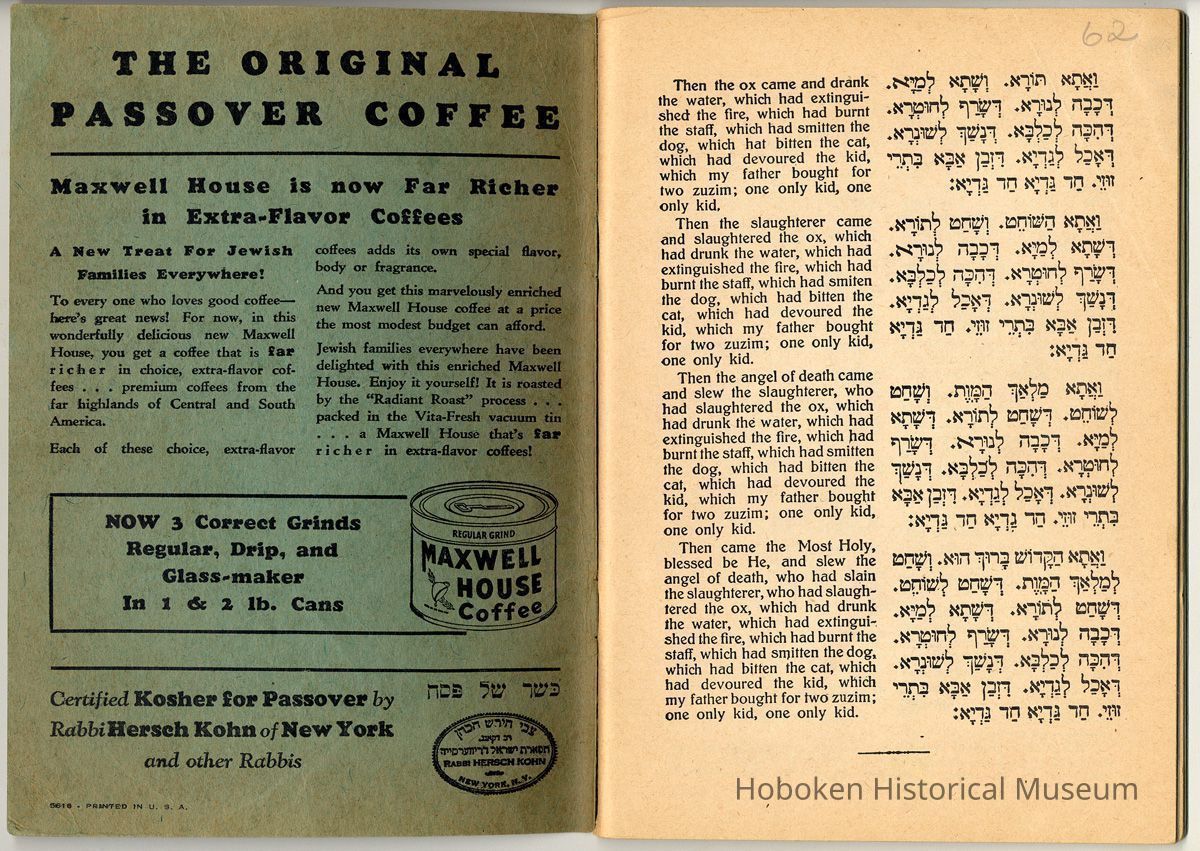 THE ORIGINAL
PASSOVER COFFEE
Maxwell House is now Far Richer
in Extra-Flavor Coffees
A New Treat For Jewish
Families Everywhere!
To every one who loves good coffee—
here's great news! For now, in this
wonderfully delicious new Maxwell
House, you get a coffee that is far
richer in choice, extra-flavor cof-
fees . . . premium coffees from the
far highlands of Central and South
America.
Each of these choice, extra-flavor
coffees adds its own special flavor,
body or fragrance.
And you get this marvelously enriched
new Maxwell House coffee at a price
the most modest budget can afford.
Jewish families everywhere have been
delighted with this enriched Maxwell
House. Enjoy it yourself! It is roasted
by the "Radiant Roast" process . . .
packed in the Vita-Fresh vacuum tin
. . . a Maxwell House that's far
richer in extra-flavor coffees!
NOW 3 Correct Grinds
Regular, Drip, and
Glass-maker
In 1 & 2 lb. Cans
REGULAR GRIND
MAXWELL
HOUSE
Coffee
Certified Kosher for Passover by
Rabbi Hersch Kohn of New York
and other Rabbis
כשר של פסח
צבי הירש הכהן
RABBI HERSCH KOHN
NEW YORK, N.Y.
5616 - PRINTED IN U. S. A.
62
Then the ox came and drank
the water, which had extingui-
shed the fire, which had burnt
the staff, which had smitten the
dog, which hat bitten the cat,
which had devoured the kid,
which my father bought for
two zuzim; one only kid, one
only kid.
Then the slaughterer came
and slaughtered the ox, which
had drunk the water, which had
extinguished the fire, which had
burnt the staff, which had smiten
the dog, which had bitten the
cat, which had devoured the
kid, which my father bought
for two zuzim; one only kid,
one only kid.
Then the angel of death came
and slew the slaughterer, who
had slaughtered the ox, which
had drunk the water, which had
extinguished the fire, which had
burnt the staff, which had smitten
the dog, which had bitten the
cat, which had devoured the
kid, which my father bought
for two zuzim; one only kid,
one only kid.
Then came the Most Holy,
blessed be He, and slew the
angel of death, who had slain
the slaughterer, who had slaugh-
tered the ox, which had drunk
the water, which had extingui-
shed the fire, which had burnt the
staff, which had smitten the dog,
which had bitten the cat, which
had devoured the kid, which
my father bought for two zuzim;
one only kid, one only kid.
וְאָתָא תוֹרָא. וְשָׁתָא לְמַיָּא.
דְּכָבָה לְנוּרָא. דְּשָׂרַף לְחוּטְרָא.
דְּהִכָּה לְכַלְבָּא. דְּנָשַׁךְ לְשׁוּנְרָא.
דְּאָכַל לְגַדְיָא. דִּזְבַן אַבָּא בִּתְרֵי
זוּזֵי. חַד גַּדְיָא חַד גַּדְיָא:
וְאָתָא הַשּׁוֹחֵט. וְשָׁחַט לְתוֹרָא.
דְּשָׁתָא לְמַיָּא. דְּכָבָה לְנוּרָא.
דְּשָׂרַף לְחוּטְרָא. דְּהִכָּה לְכַלְבָּא.
דְּנָשַׁךְ לְשׁוּנְרָא. דְּאָכַל לְגַדְיָא.
דִּזְבַן אַבָּא בִּתְרֵי זוּזֵי. חַד גַּדְיָא
חַד גַּדְיָא:
וְאָתָא מַלְאַךְ הַמָּוֶת. וְשָׁחַט
לְשׁוֹחֵט. דְּשָׁחַט לְתוֹרָא. דְּשָׁתָא
לְמַיָּא. דְּכָבָה לְנוּרָא. דְּשָׂרַף
לְחוּטְרָא. דְּהִכָּה לְכַלְבָּא. דְּנָשַׁךְ
לְשׁוּנְרָא. דְּאָכַל לְגַדְיָא. דִּזְבַן אַבָּא
בִּתְרֵי זוּזֵי. חַד גַּדְיָא חַד גַּדְיָא:
וְאָתָא הַקָּדוֹשׁ בָּרוּךְ הוּא. וְשָׁחַט
לְמַלְאַךְ הַמָּוֶת. דְּשָׁחַט לְשׁוֹחֵט.
דְּשָׁחַט לְתוֹרָא. דְּשָׁתָא לְמַיָּא.
דְּכָבָה לְנוּרָא. דְּשָׂרַף לְחוּטְרָא.
דְּהִכָּה לְכַלְבָּא. דְּנָשַׁךְ לְשׁוּנְרָא.
דְּאָכַל לְגַדְיָא. דִּזְבַן אַבָּא בִּתְרֵי
זוּזֵי. חַד גַּדְיָא חַד גַּדְיָא:
Hoboken Historical Museum